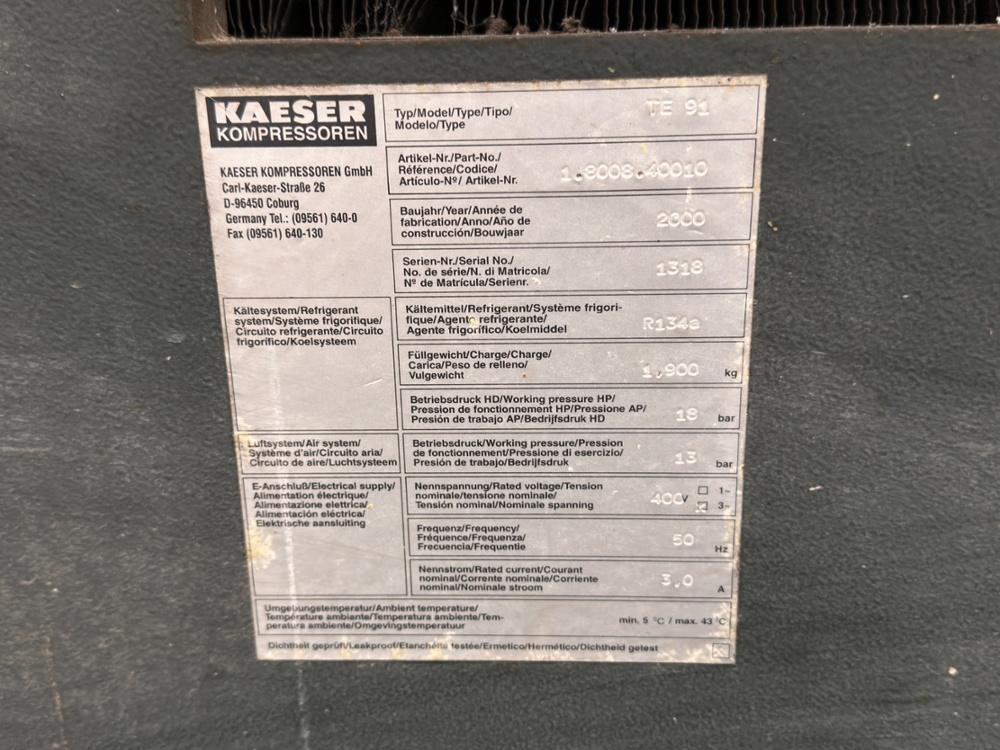 KAESER
KOMPRESSOREN
KAESER KOMPRESSOREN GmbH
Carl-Kaeser-Straße 26
D-96450 Coburg
Germany Tel.: (09561) 640-0
Fax (09561) 640-130
Typ/Model/Type/Tipo/
Modelo/Type
TE 91
Artikel-Nr./Part-No./
Référence/Codice/
Artículo-Nº/ Artikel-Nr.
1.8008.40010
Baujahr/Year/Année de
fabrication/Anno/Año de
construcción/Bouwjaar
2000
Serien-Nr./Serial No./
No. de série/N. di Matricola/
Nº de Matrícula/Serienr.
1318
Kältesystem/Refrigerant
system/Système frigorifique/
Circuito refrigerante/Circuito
frigorífico/Koelsysteem
Kältemittel/Refrigerant/Système frigori-
fique/Agente refrigerante/
Agente frigorífico/Koelmiddel
R134a
Füllgewicht/Charge/Charge/
Carica/Peso de relleno/
Vulgewicht
1,900 kg
Betriebsdruck HD/Working pressure HP/
Pression de fonctionnement HP/Pressione AP/
Presión de trabajo AP/Bedrijfsdruk HD
18 bar
Luftsystem/Air system/
Système d'air/Circuito aria/
Circuito de aire/Luchtsysteem
Betriebsdruck/Working pressure/Pression
de fonctionnement/Pressione di esercizio/
Presión de trabajo/Bedrijfsdruk
13 bar
E-Anschluß/Electrical supply/
Alimentation électrique/
Alimentazione elettrica/
Alimentación eléctrica/
Elektrische aansluiting
Nennspannung/Rated voltage/Tension
nominale/tensione nominale/
Tensión nominal/Nominale spanning
400 V
1~
3~
Frequenz/Frequency/
Fréquence/Frequenza/
Frecuencia/Frequentie
50 Hz
Nennstrom/Rated current/Courant
nominal/Corrente nominale/Corriente
nominal/Nominale stroom
3,0 A
Umgebungstemperatur/Ambient temperature/
Température ambiante/Temperatura ambiente/Tem-
peratura ambiente/Omgevingstemperatuur
min. 5 °C / max. 43 °C
Dichtheit geprüft/Leakproof/Etanchéite testée/Ermetico/Hermético/Dichtheid getest